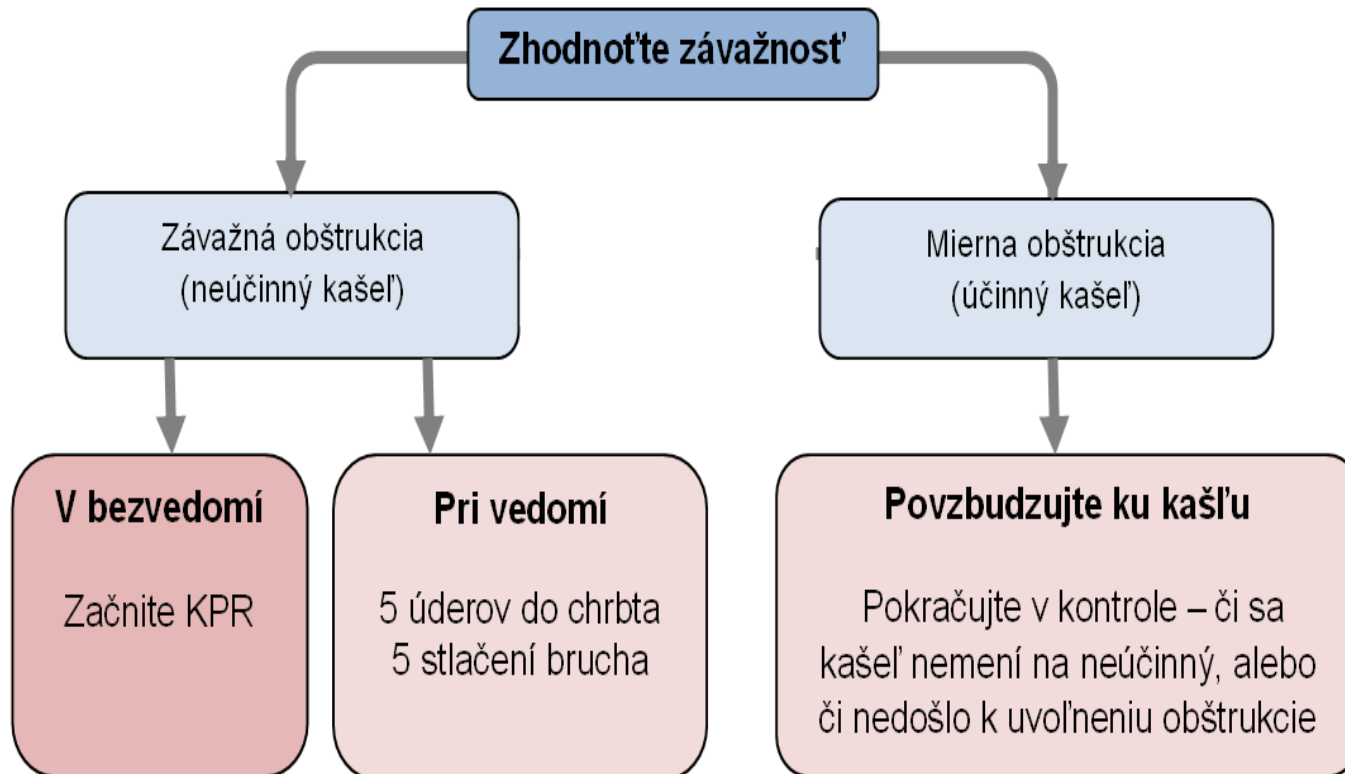 Zhodnoťte závažnosť
Závažná obštrukcia
(neúčinný kašeľ)
Mierna obštrukcia
(účinný kašeľ)
V bezvedomí
Začnite KPR
Pri vedomí
5 úderov do chrbta
5 stlačení brucha
Povzbudzujte ku kašľu
Pokračujte v kontrole – či sa
kašeľ nemení na neúčinný, alebo
či nedošlo k uvoľneniu obštrukcie